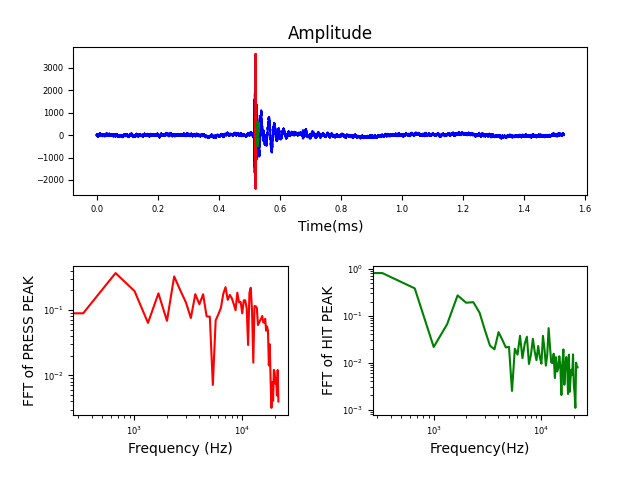 Amplitude
3000
2000
1000
0
−1000
−2000
0.0 0.2 0.4 0.6 0.8 1.0 1.2 1.4 1.6
Time(ms)
FFT of PRESS PEAK
10⁻¹
10⁻²
10³ 10⁴
Frequency (Hz)
FFT of HIT PEAK
10⁰
10⁻¹
10⁻²
10⁻³
10³ 10⁴
Frequency(Hz)